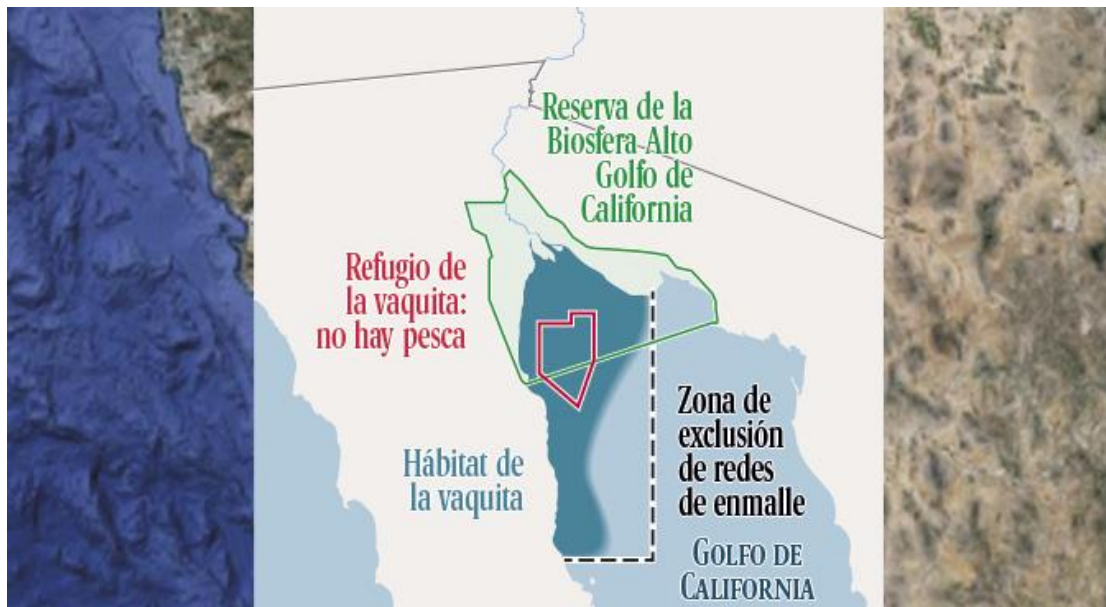 Reserva de la
Biosfera Alto
Golfo de
California
Refugio de
la vaquita:
no hay pesca
Zona de
exclusión
de redes
de enmalle
Hábitat de
la vaquita
GOLFO DE
CALIFORNIA